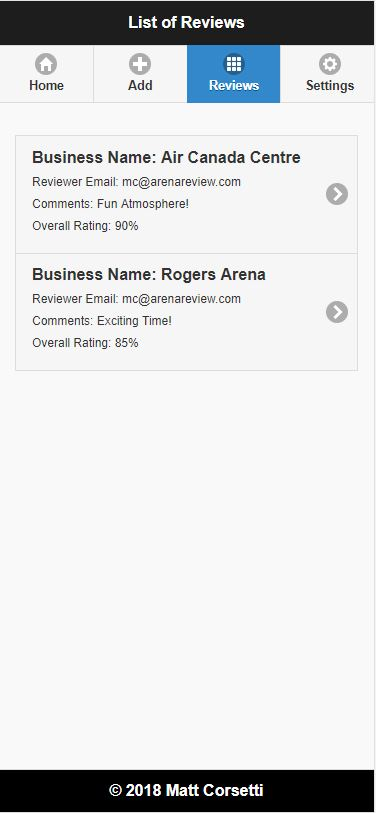 List of Reviews
Home Add Reviews Settings
Business Name: Air Canada Centre
Reviewer Email: mc@arenareview.com
Comments: Fun Atmosphere!
Overall Rating: 90%
Business Name: Rogers Arena
Reviewer Email: mc@arenareview.com
Comments: Exciting Time!
Overall Rating: 85%
© 2018 Matt Corsetti